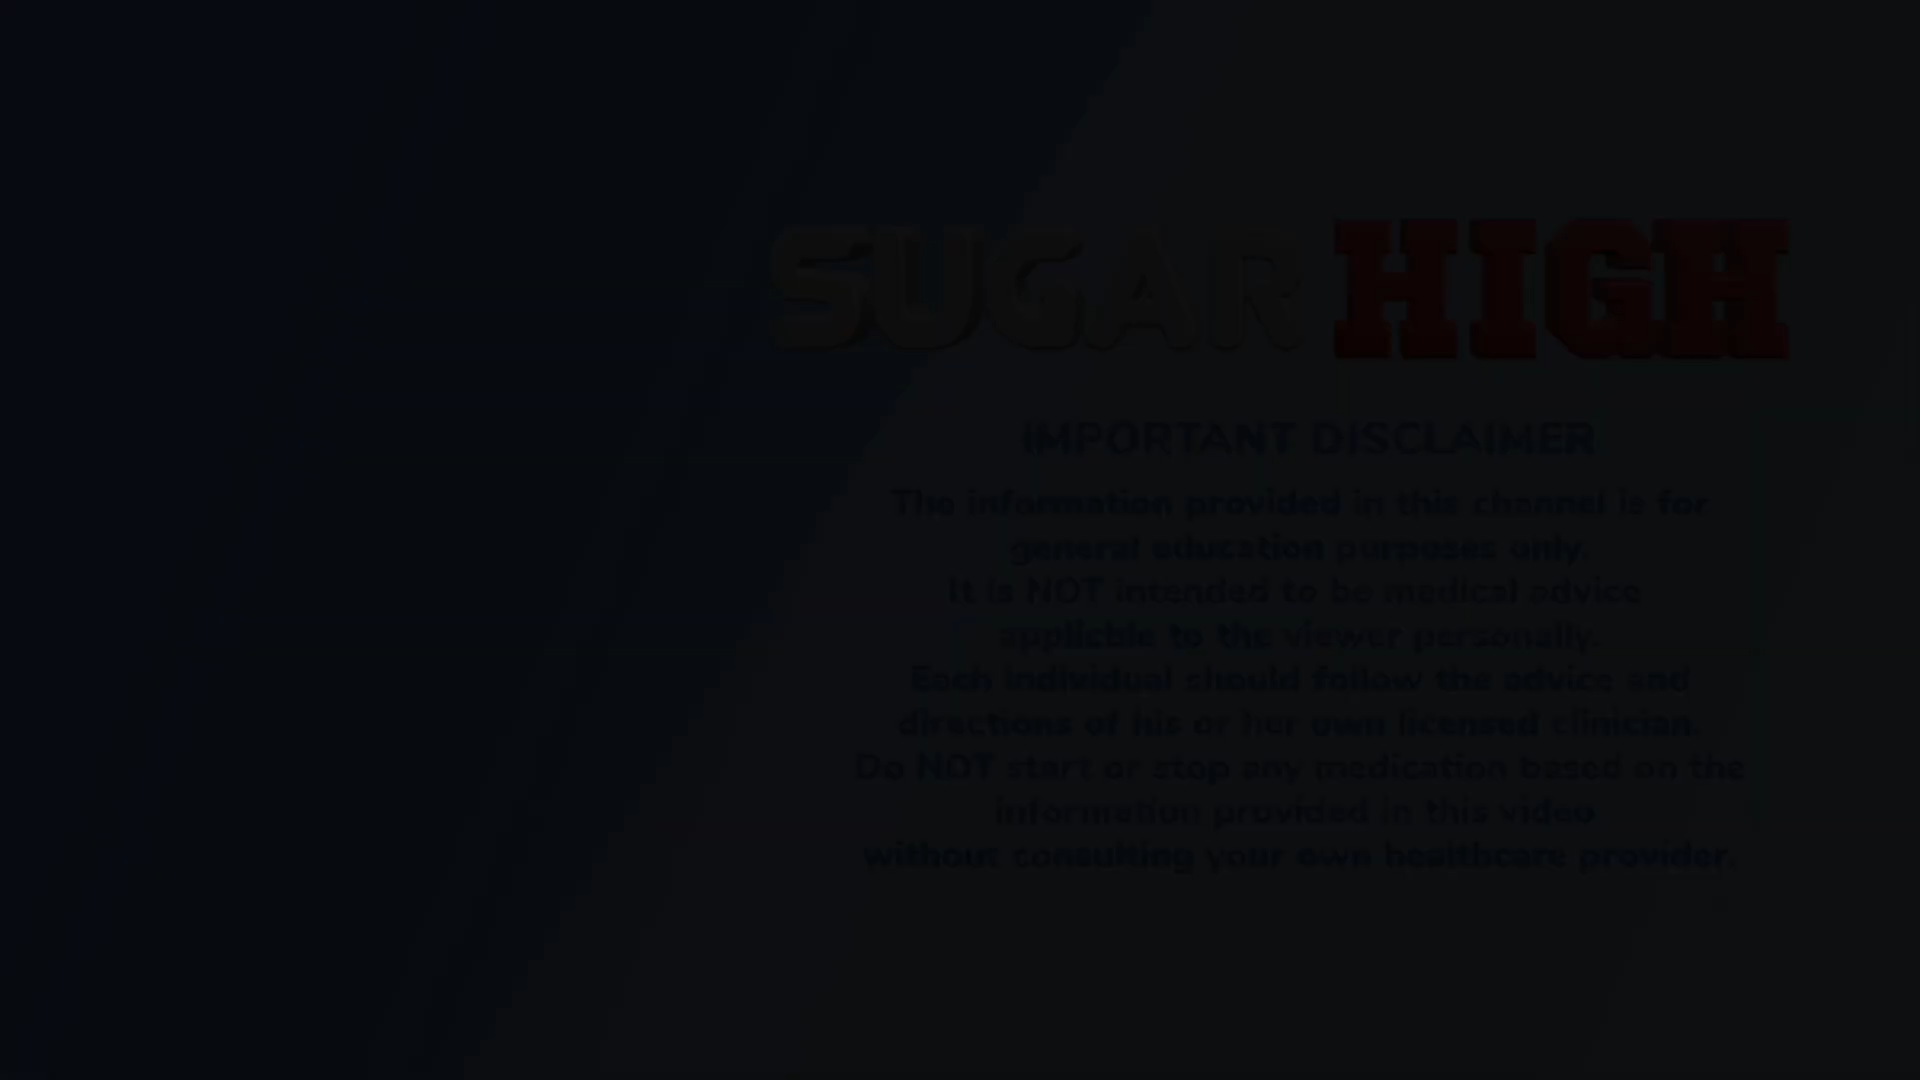 SUGAR HIGH
IMPORTANT DISCLAIMER
The information provided in this channel is for
general education purposes only.
It is NOT intended to be medical advice
applicble to the viewer personally.
Each individual should follow the advice and
directions of his or her own licensed clinician.
Do NOT start or stop any medication based on the
information provided in this video
without consulting your own healthcare provider.